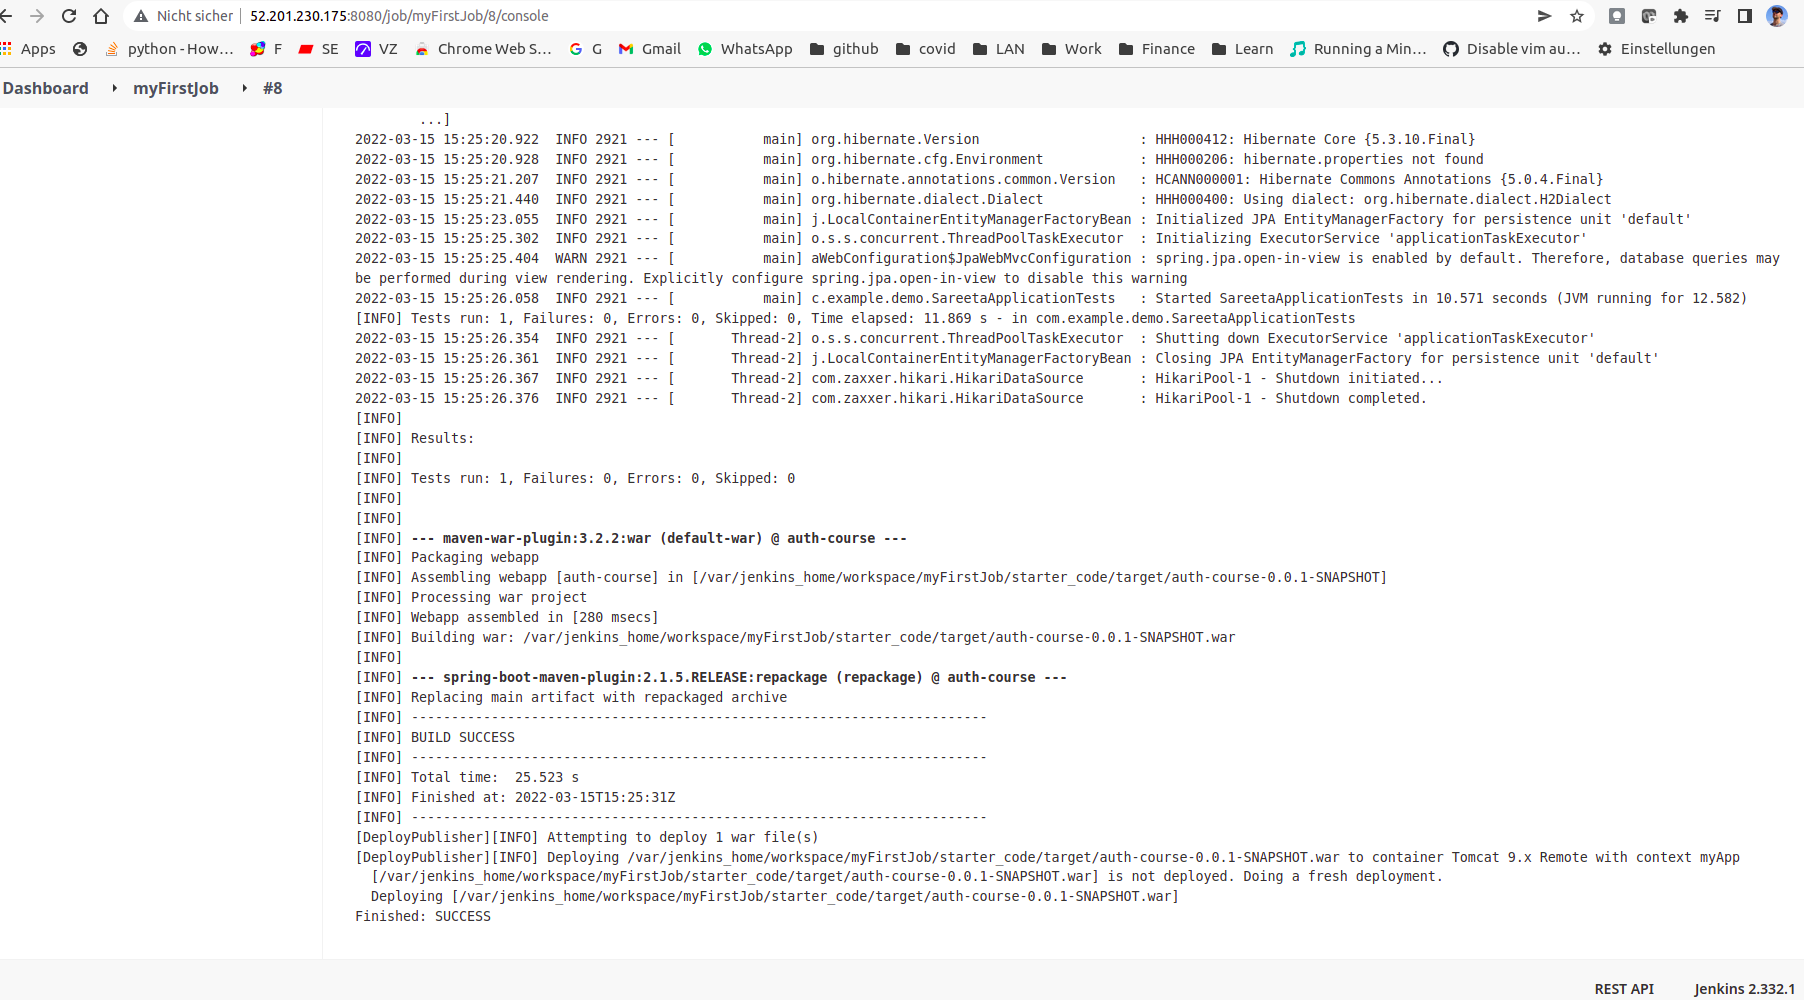 Nicht sicher 52.201.230.175:8080/job/myFirstJob/8/console
Apps python - How… F SE VZ Chrome Web S… G Gmail WhatsApp github covid LAN Work Finance Learn Running a Min… Disable vim au… Einstellungen
Dashboard myFirstJob #8
...]
2022-03-15 15:25:20.922  INFO 2921 --- [           main] org.hibernate.Version                    : HHH000412: Hibernate Core {5.3.10.Final}
2022-03-15 15:25:20.928  INFO 2921 --- [           main] org.hibernate.cfg.Environment            : HHH000206: hibernate.properties not found
2022-03-15 15:25:21.207  INFO 2921 --- [           main] o.hibernate.annotations.common.Version   : HCANN000001: Hibernate Commons Annotations {5.0.4.Final}
2022-03-15 15:25:21.440  INFO 2921 --- [           main] org.hibernate.dialect.Dialect            : HHH000400: Using dialect: org.hibernate.dialect.H2Dialect
2022-03-15 15:25:23.055  INFO 2921 --- [           main] j.LocalContainerEntityManagerFactoryBean : Initialized JPA EntityManagerFactory for persistence unit 'default'
2022-03-15 15:25:25.302  INFO 2921 --- [           main] o.s.s.concurrent.ThreadPoolTaskExecutor  : Initializing ExecutorService 'applicationTaskExecutor'
2022-03-15 15:25:25.404  WARN 2921 --- [           main] aWebConfiguration$JpaWebMvcConfiguration : spring.jpa.open-in-view is enabled by default. Therefore, database queries may
be performed during view rendering. Explicitly configure spring.jpa.open-in-view to disable this warning
2022-03-15 15:25:26.058  INFO 2921 --- [           main] c.example.demo.SareetaApplicationTests   : Started SareetaApplicationTests in 10.571 seconds (JVM running for 12.582)
[INFO] Tests run: 1, Failures: 0, Errors: 0, Skipped: 0, Time elapsed: 11.869 s - in com.example.demo.SareetaApplicationTests
2022-03-15 15:25:26.354  INFO 2921 --- [       Thread-2] o.s.s.concurrent.ThreadPoolTaskExecutor  : Shutting down ExecutorService 'applicationTaskExecutor'
2022-03-15 15:25:26.361  INFO 2921 --- [       Thread-2] j.LocalContainerEntityManagerFactoryBean : Closing JPA EntityManagerFactory for persistence unit 'default'
2022-03-15 15:25:26.367  INFO 2921 --- [       Thread-2] com.zaxxer.hikari.HikariDataSource       : HikariPool-1 - Shutdown initiated...
2022-03-15 15:25:26.376  INFO 2921 --- [       Thread-2] com.zaxxer.hikari.HikariDataSource       : HikariPool-1 - Shutdown completed.
[INFO]
[INFO] Results:
[INFO]
[INFO] Tests run: 1, Failures: 0, Errors: 0, Skipped: 0
[INFO]
[INFO]
[INFO] --- maven-war-plugin:3.2.2:war (default-war) @ auth-course ---
[INFO] Packaging webapp
[INFO] Assembling webapp [auth-course] in [/var/jenkins_home/workspace/myFirstJob/starter_code/target/auth-course-0.0.1-SNAPSHOT]
[INFO] Processing war project
[INFO] Webapp assembled in [280 msecs]
[INFO] Building war: /var/jenkins_home/workspace/myFirstJob/starter_code/target/auth-course-0.0.1-SNAPSHOT.war
[INFO]
[INFO] --- spring-boot-maven-plugin:2.1.5.RELEASE:repackage (repackage) @ auth-course ---
[INFO] Replacing main artifact with repackaged archive
[INFO] ------------------------------------------------------------------------
[INFO] BUILD SUCCESS
[INFO] ------------------------------------------------------------------------
[INFO] Total time:  25.523 s
[INFO] Finished at: 2022-03-15T15:25:31Z
[INFO] ------------------------------------------------------------------------
[DeployPublisher][INFO] Attempting to deploy 1 war file(s)
[DeployPublisher][INFO] Deploying /var/jenkins_home/workspace/myFirstJob/starter_code/target/auth-course-0.0.1-SNAPSHOT.war to container Tomcat 9.x Remote with context myApp
[/var/jenkins_home/workspace/myFirstJob/starter_code/target/auth-course-0.0.1-SNAPSHOT.war] is not deployed. Doing a fresh deployment.
Deploying [/var/jenkins_home/workspace/myFirstJob/starter_code/target/auth-course-0.0.1-SNAPSHOT.war]
Finished: SUCCESS
REST API Jenkins 2.332.1